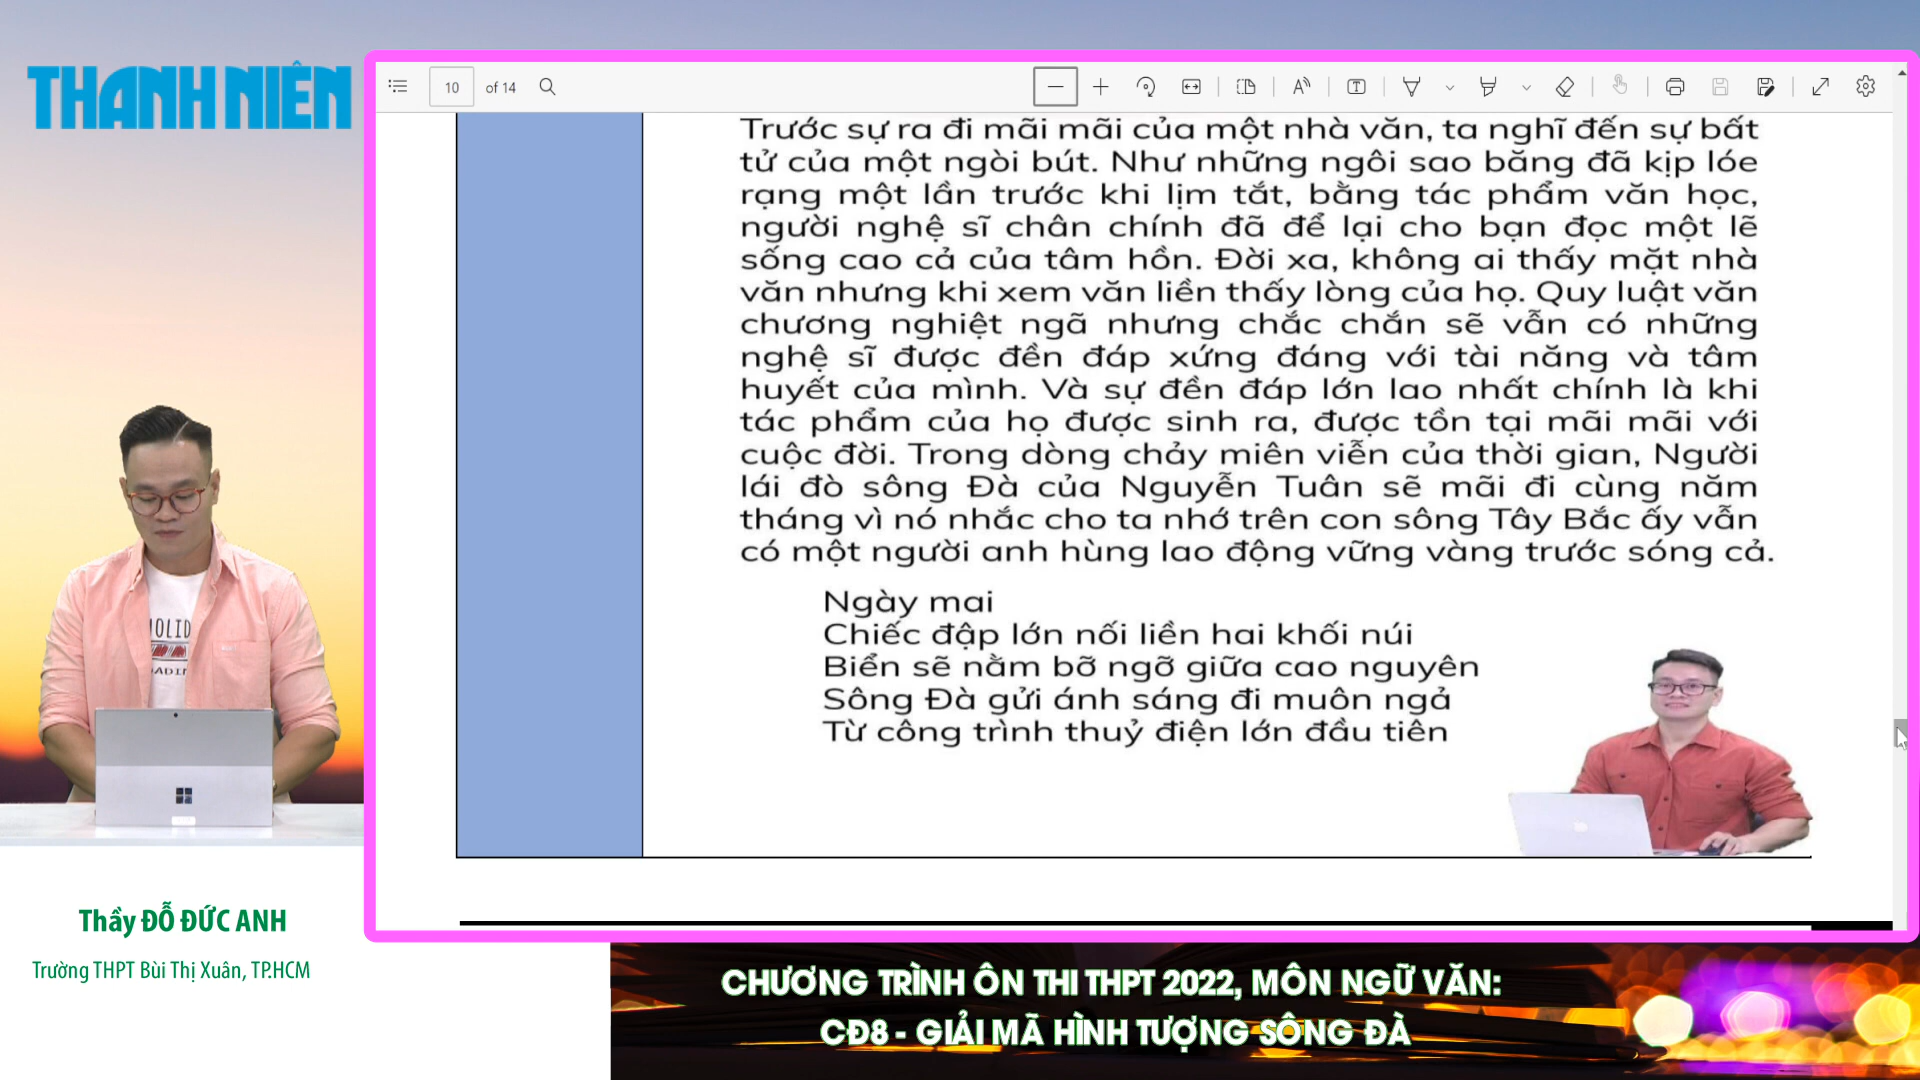 THANH NIÊN
10 of 14
Trước sự ra đi mãi mãi của một nhà văn, ta nghĩ đến sự bất
tử của một ngòi bút. Như những ngôi sao băng đã kịp lóe
rạng một lần trước khi lịm tắt, bằng tác phẩm văn học,
người nghệ sĩ chân chính đã để lại cho bạn đọc một lẽ
sống cao cả của tâm hồn. Đời xa, không ai thấy mặt nhà
văn nhưng khi xem văn liền thấy lòng của họ. Quy luật văn
chương nghiệt ngã nhưng chắc chắn sẽ vẫn có những
nghệ sĩ được đền đáp xứng đáng với tài năng và tâm
huyết của mình. Và sự đền đáp lớn lao nhất chính là khi
tác phẩm của họ được sinh ra, được tồn tại mãi mãi với
cuộc đời. Trong dòng chảy miên viễn của thời gian, Người
lái đò sông Đà của Nguyễn Tuân sẽ mãi đi cùng năm
tháng vì nó nhắc cho ta nhớ trên con sông Tây Bắc ấy vẫn
có một người anh hùng lao động vững vàng trước sóng cả.
Ngày mai
Chiếc đập lớn nối liền hai khối núi
Biển sẽ nằm bỡ ngỡ giữa cao nguyên
Sông Đà gửi ánh sáng đi muôn ngả
Từ công trình thuỷ điện lớn đầu tiên
Thầy ĐỖ ĐỨC ANH
Trường THPT Bùi Thị Xuân, TP.HCM
CHƯƠNG TRÌNH ÔN THI THPT 2022, MÔN NGỮ VĂN:
CĐ8 - GIẢI MÃ HÌNH TƯỢNG SÔNG ĐÀ